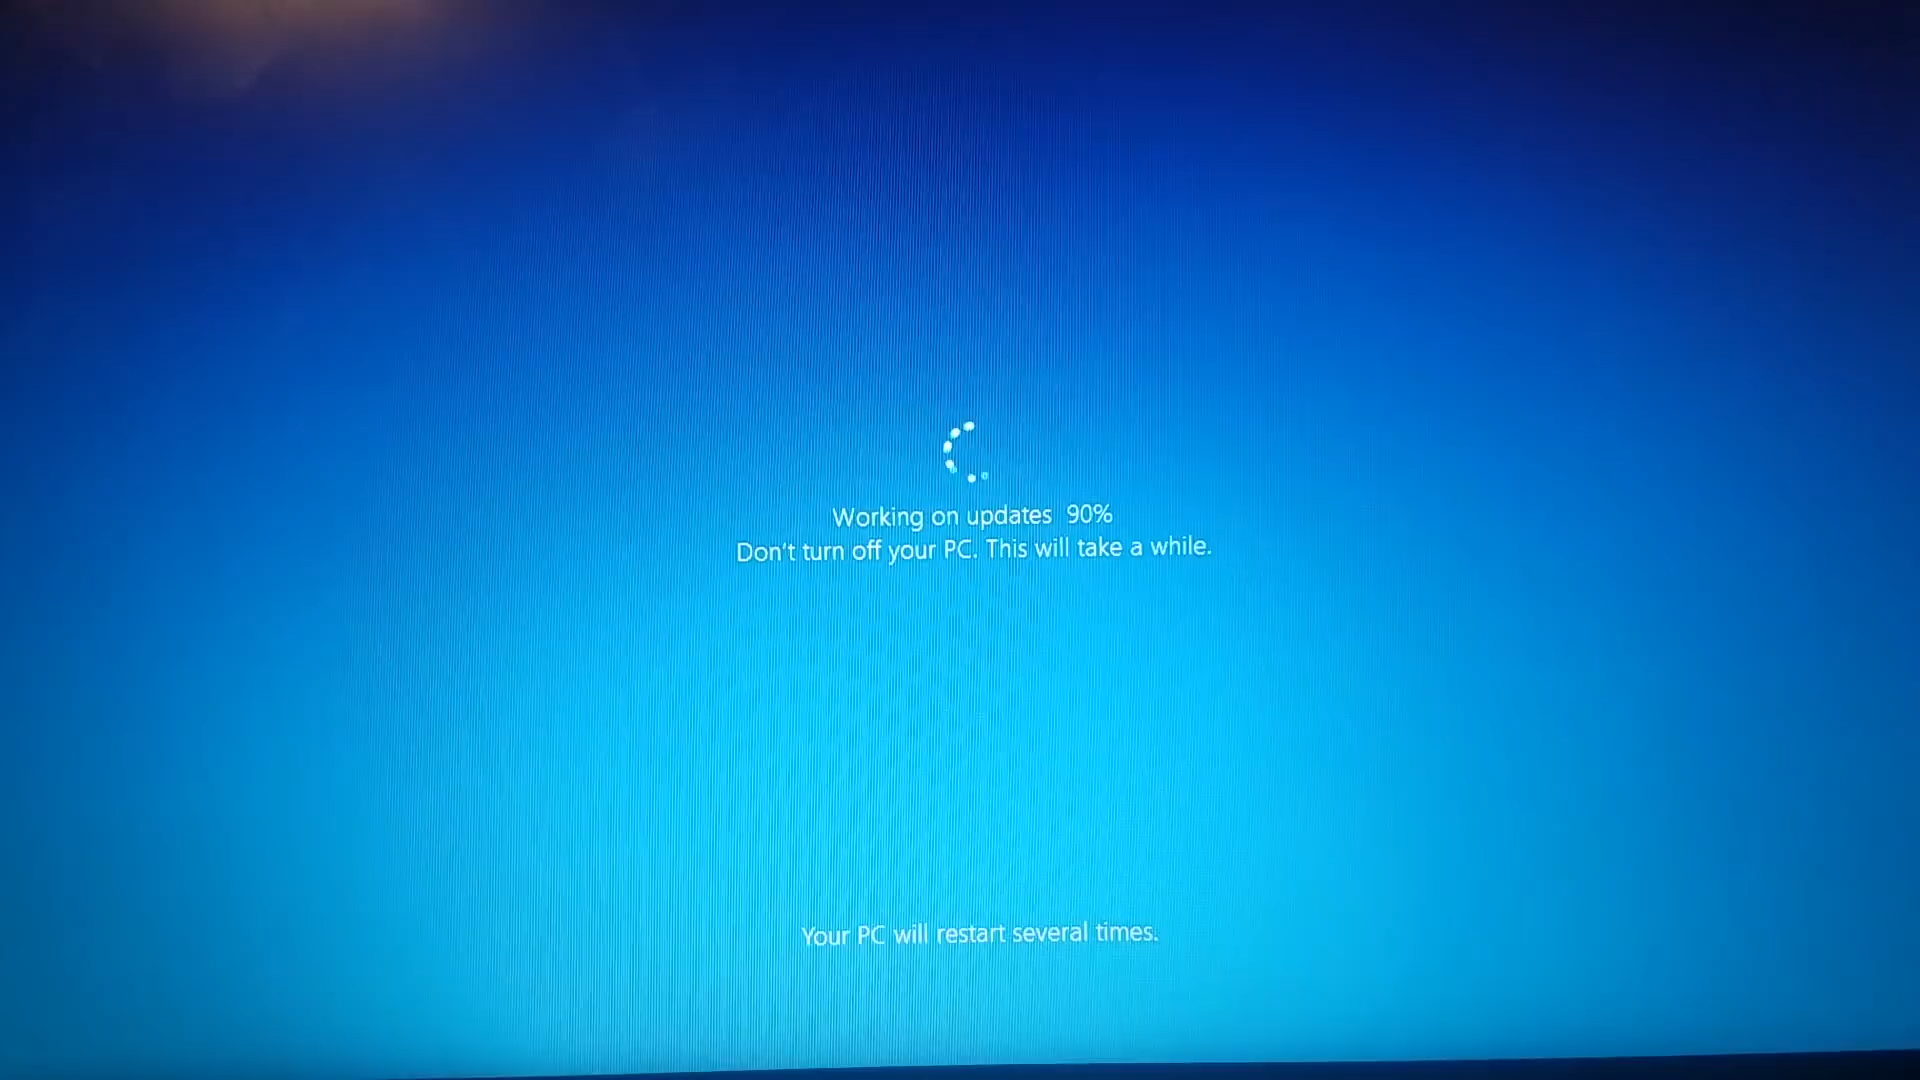 Working on updates  90%
Don't turn off your PC. This will take a while.
Your PC will restart several times.